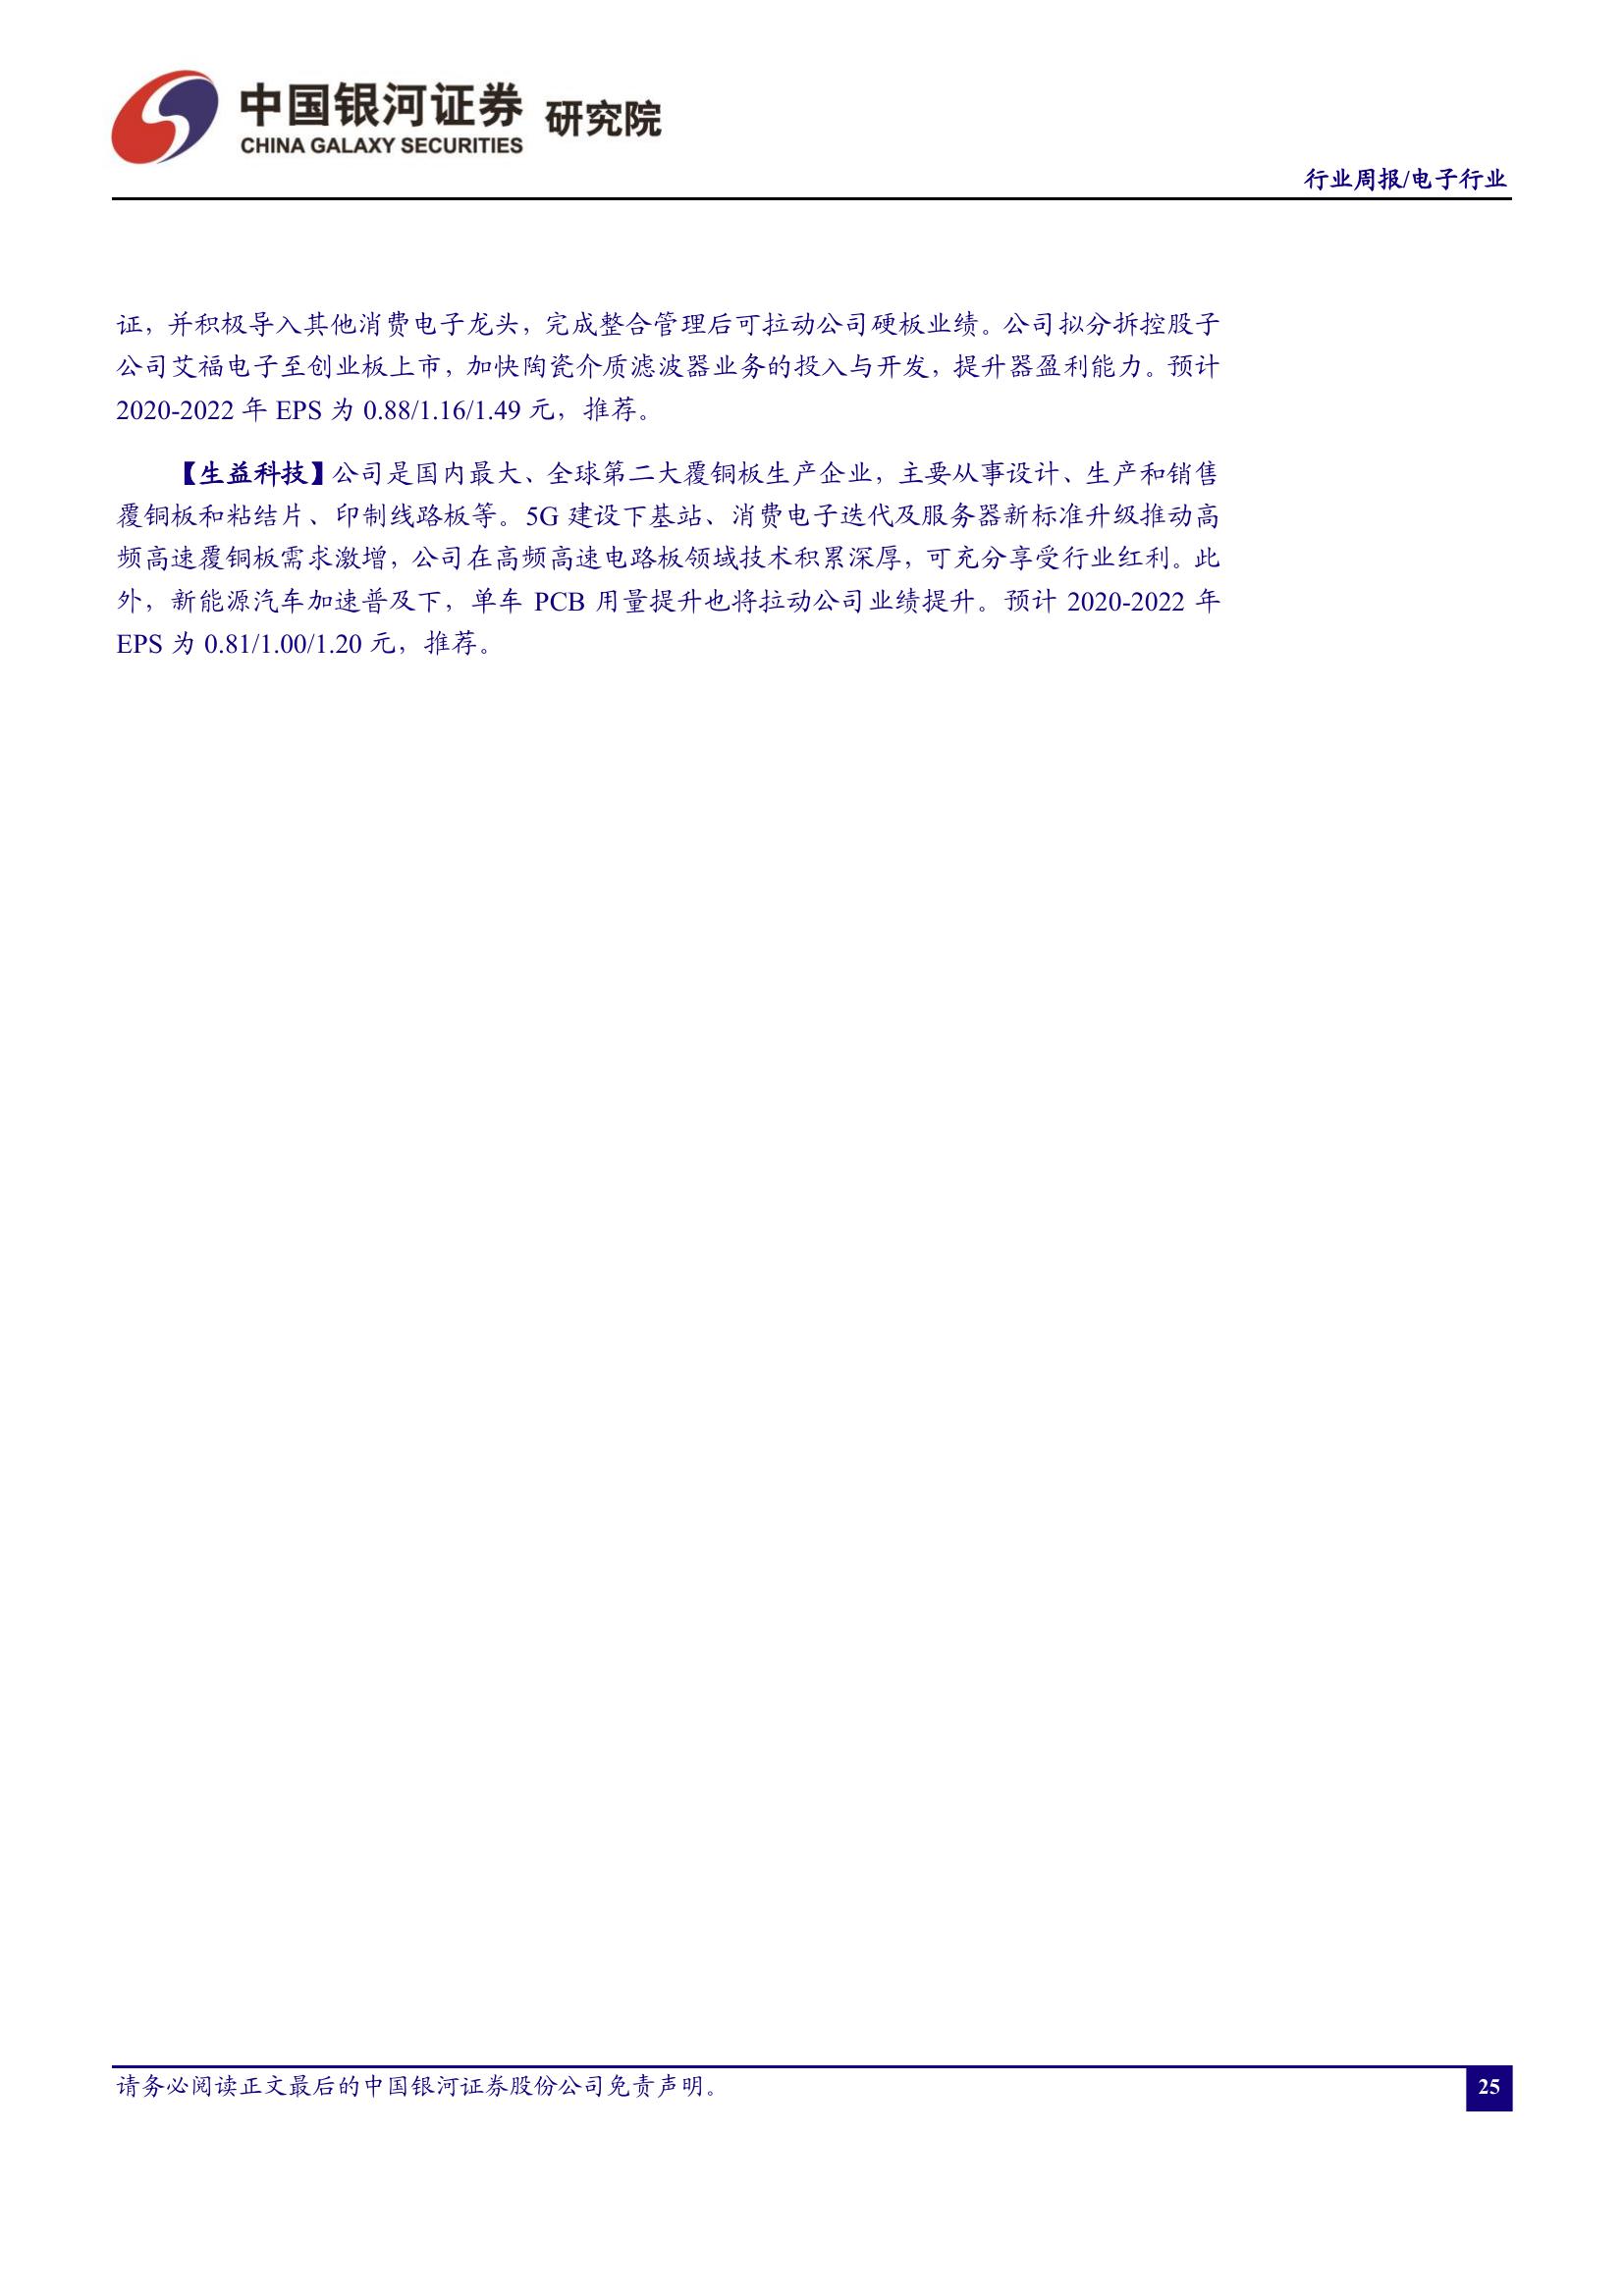 中国银河证券 研究院
CHINA GALAXY SECURITIES
行业周报/电子行业
证，并积极导入其他消费电子龙头，完成整合管理后可拉动公司硬板业绩。公司拟分拆控股子
公司艾福电子至创业板上市，加快陶瓷介质滤波器业务的投入与开发，提升器盈利能力。预计
2020-2022 年 EPS 为 0.88/1.16/1.49 元，推荐。
【生益科技】公司是国内最大、全球第二大覆铜板生产企业，主要从事设计、生产和销售
覆铜板和粘结片、印制线路板等。5G 建设下基站、消费电子迭代及服务器新标准升级推动高
频高速覆铜板需求激增，公司在高频高速电路板领域技术积累深厚，可充分享受行业红利。此
外，新能源汽车加速普及下，单车 PCB 用量提升也将拉动公司业绩提升。预计 2020-2022 年
EPS 为 0.81/1.00/1.20 元，推荐。
请务必阅读正文最后的中国银河证券股份公司免责声明。
25